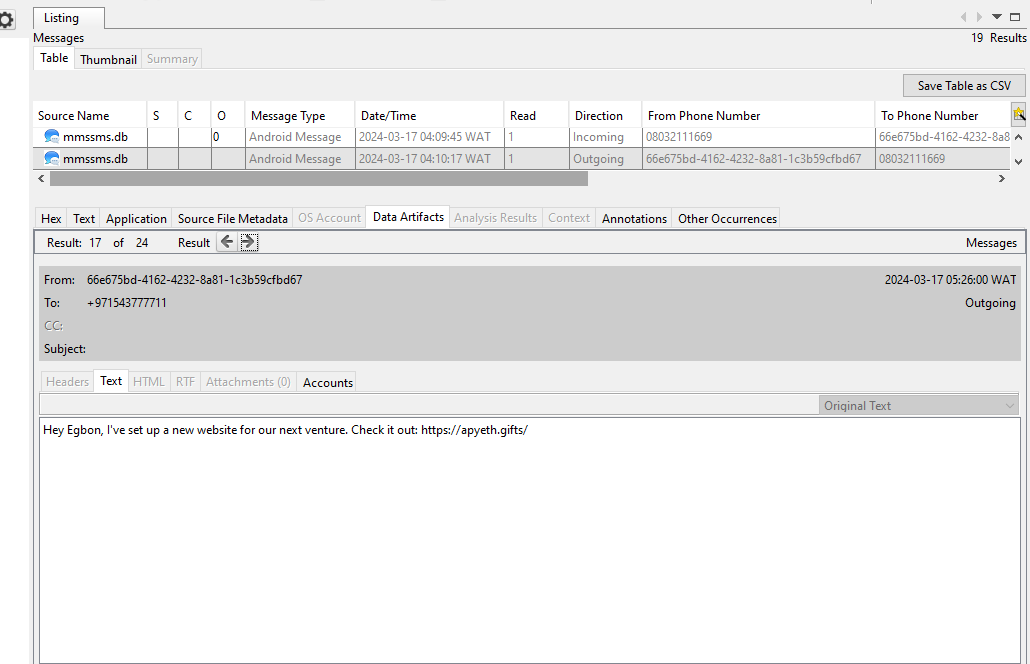 Listing
Messages
19 Results
Table Thumbnail Summary
Save Table as CSV
Source Name S C O Message Type Date/Time Read Direction From Phone Number To Phone Number
mmssms.db 0 Android Message 2024-03-17 04:09:45 WAT 1 Incoming 08032111669 66e675bd-4162-4232-8a8
mmssms.db Android Message 2024-03-17 04:10:17 WAT 1 Outgoing 66e675bd-4162-4232-8a81-1c3b59cfbd67 08032111669
Hex Text Application Source File Metadata OS Account Data Artifacts Analysis Results Context Annotations Other Occurrences
Result: 17 of 24 Result Messages
From: 66e675bd-4162-4232-8a81-1c3b59cfbd67 2024-03-17 05:26:00 WAT
To: +971543777711 Outgoing
CC:
Subject:
Headers Text HTML RTF Attachments (0) Accounts
Original Text
Hey Egbon, I've set up a new website for our next venture. Check it out: https://apyeth.gifts/